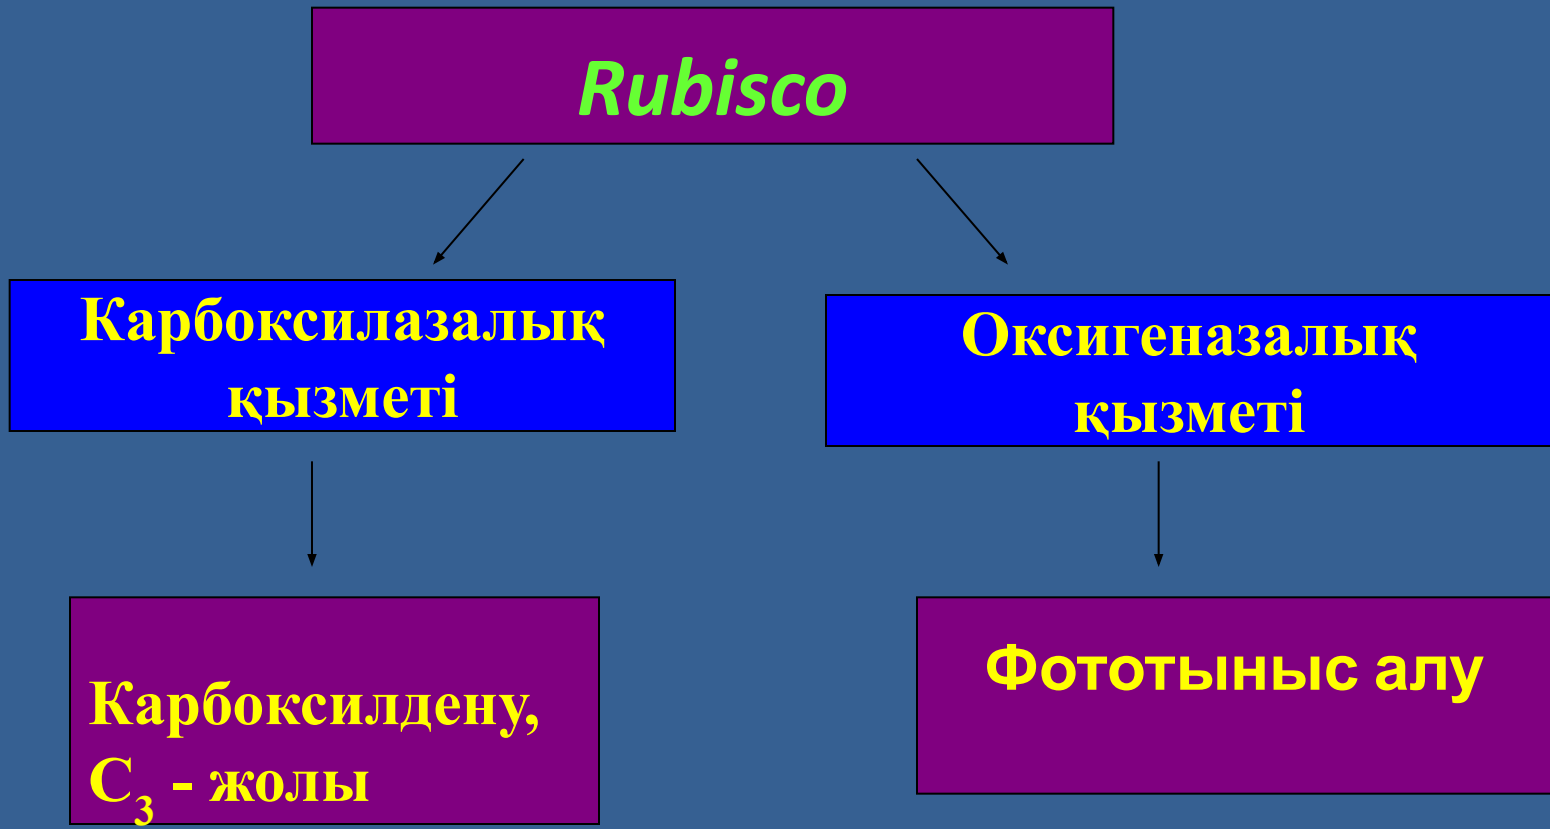 Rubisco
Карбоксилазалық
қызметі
Оксигеназалық
қызметі
Карбоксилдену,
С₃ - жолы
Фототыныс алу